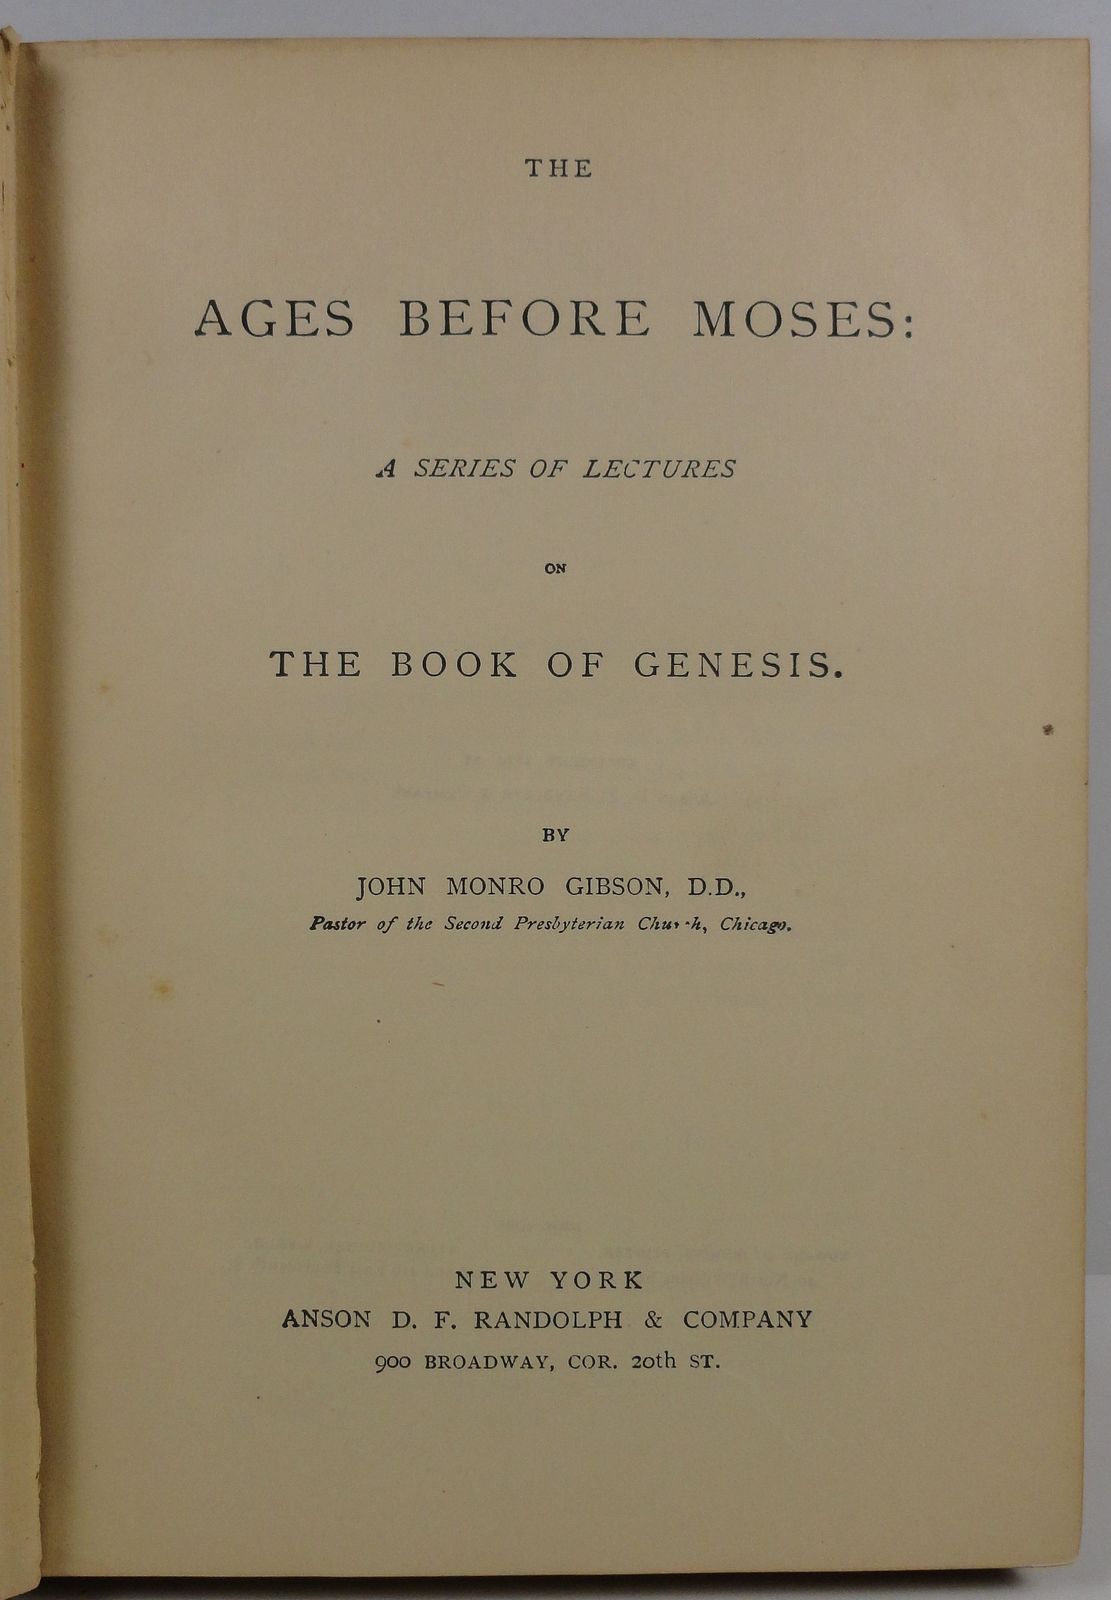 THE
AGES BEFORE MOSES:
A SERIES OF LECTURES
ON
THE BOOK OF GENESIS.
BY
JOHN MONRO GIBSON, D.D.,
Pastor of the Second Presbyterian Church, Chicago.
NEW YORK
ANSON D. F. RANDOLPH & COMPANY
900 BROADWAY, COR. 20th ST.